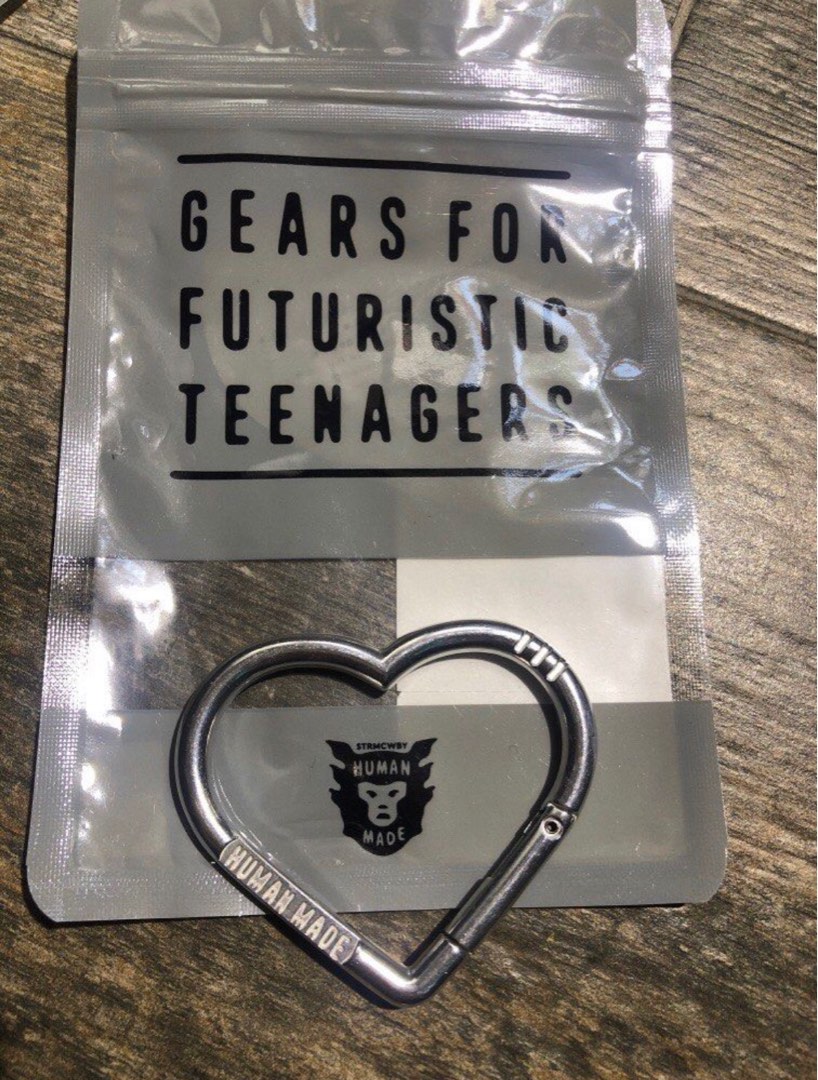 GEARS FOR
FUTURISTIC
TEENAGERS
STRMCWBY
HUMAN
MADE
HUMAN MADE